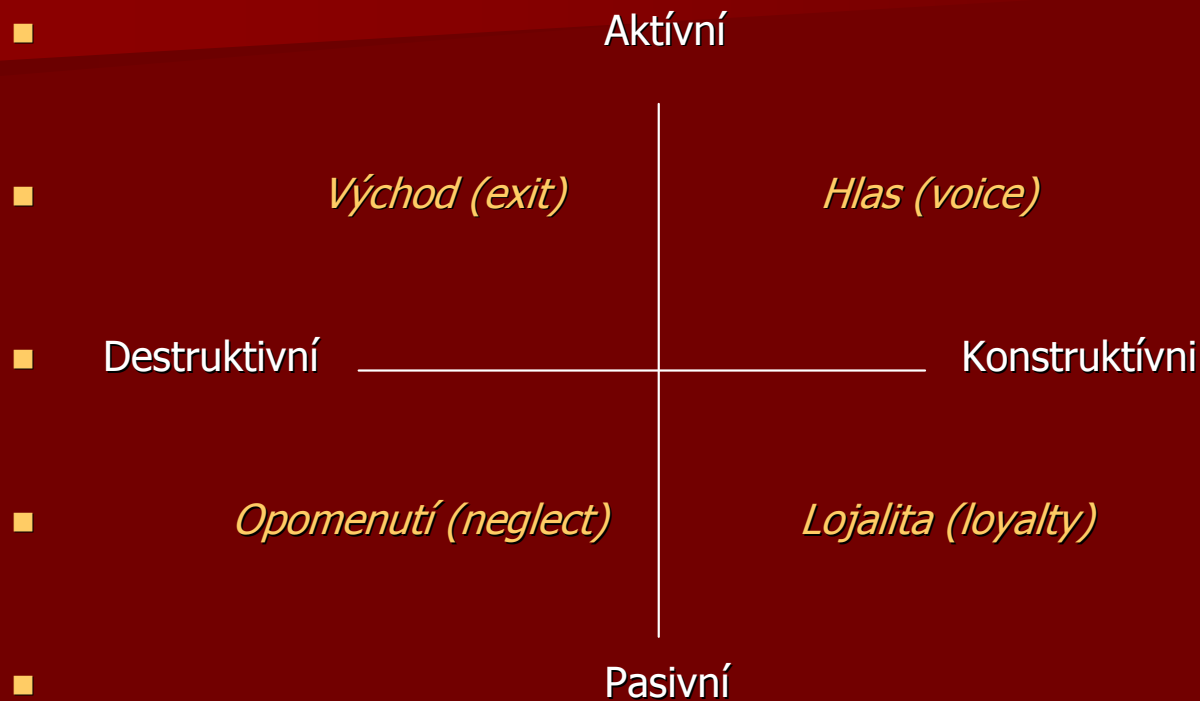 Aktívní
Východ (exit) Hlas (voice)
Destruktivní Konstruktívni
Opomenutí (neglect) Lojalita (loyalty)
Pasivní